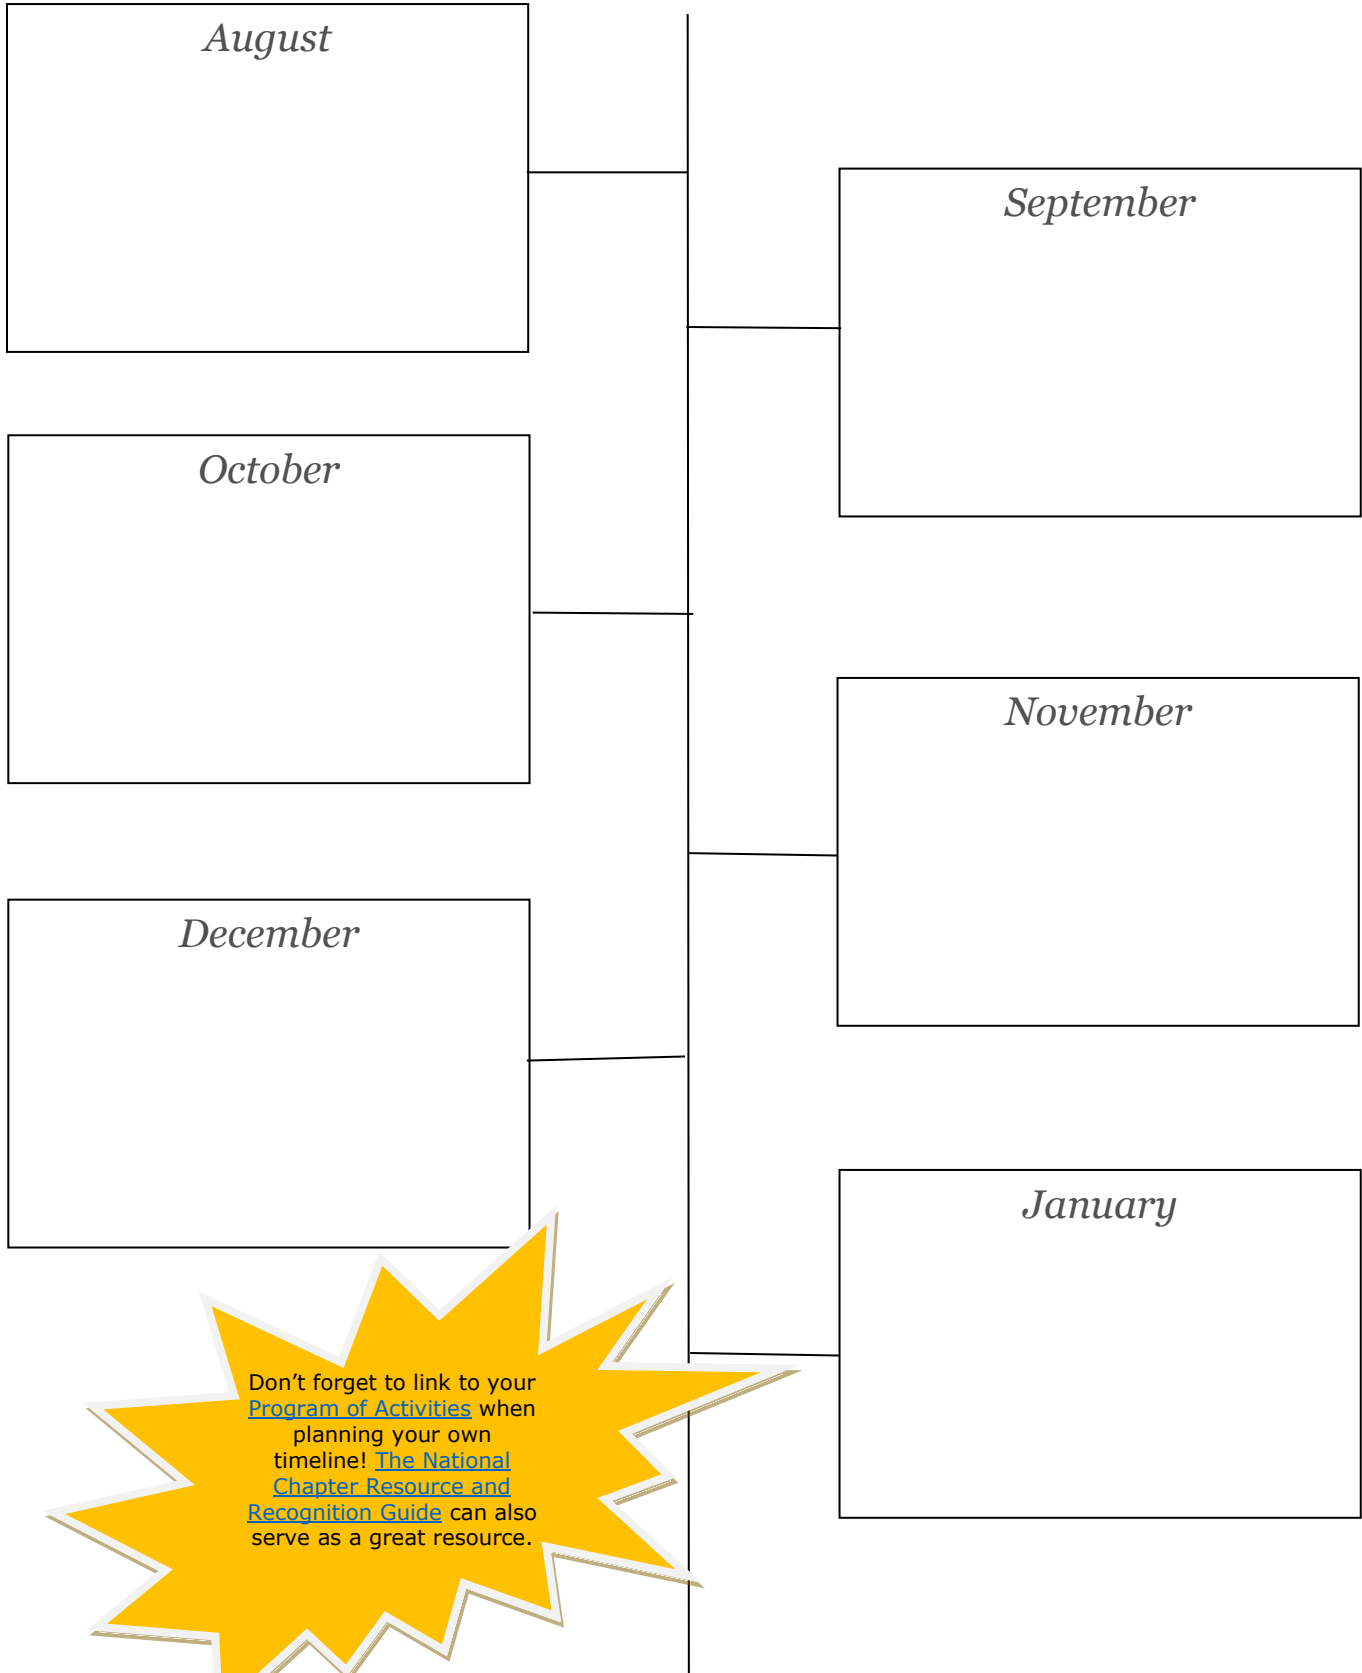 August
September
October
November
December
January
Don’t forget to link to your
Program of Activities when
planning your own
timeline! The National
Chapter Resource and
Recognition Guide can also
serve as a great resource.